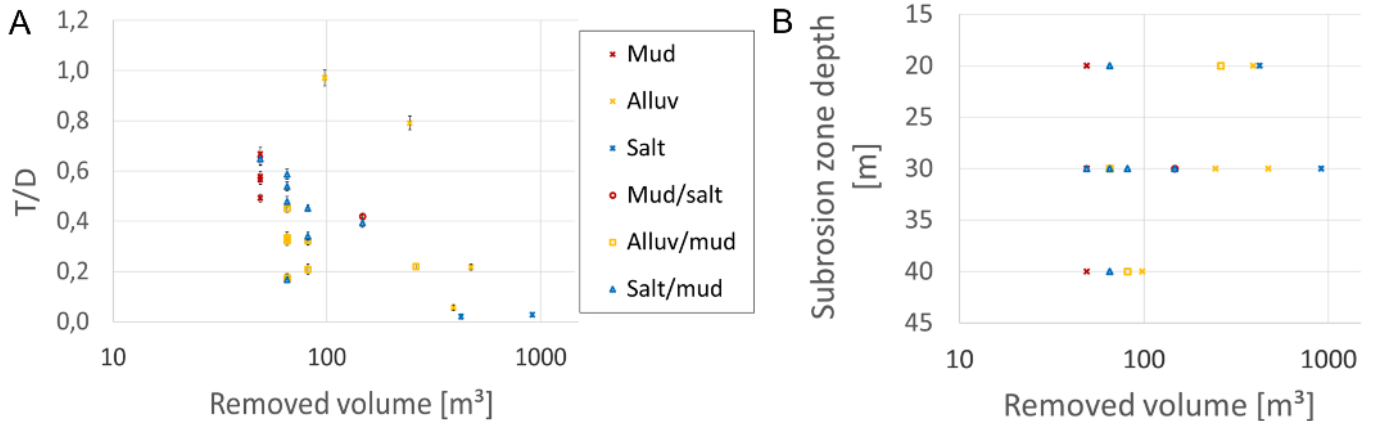 A
1,2
1,0
0,8
0,6
0,4
0,2
0,0
T/D
10 100 1000
Removed volume [m³]
Mud
Alluv
Salt
Mud/salt
Alluv/mud
Salt/mud
B
15
20
25
30
35
40
45
Subrosion zone depth
[m]
10 100 1000
Removed volume [m³]